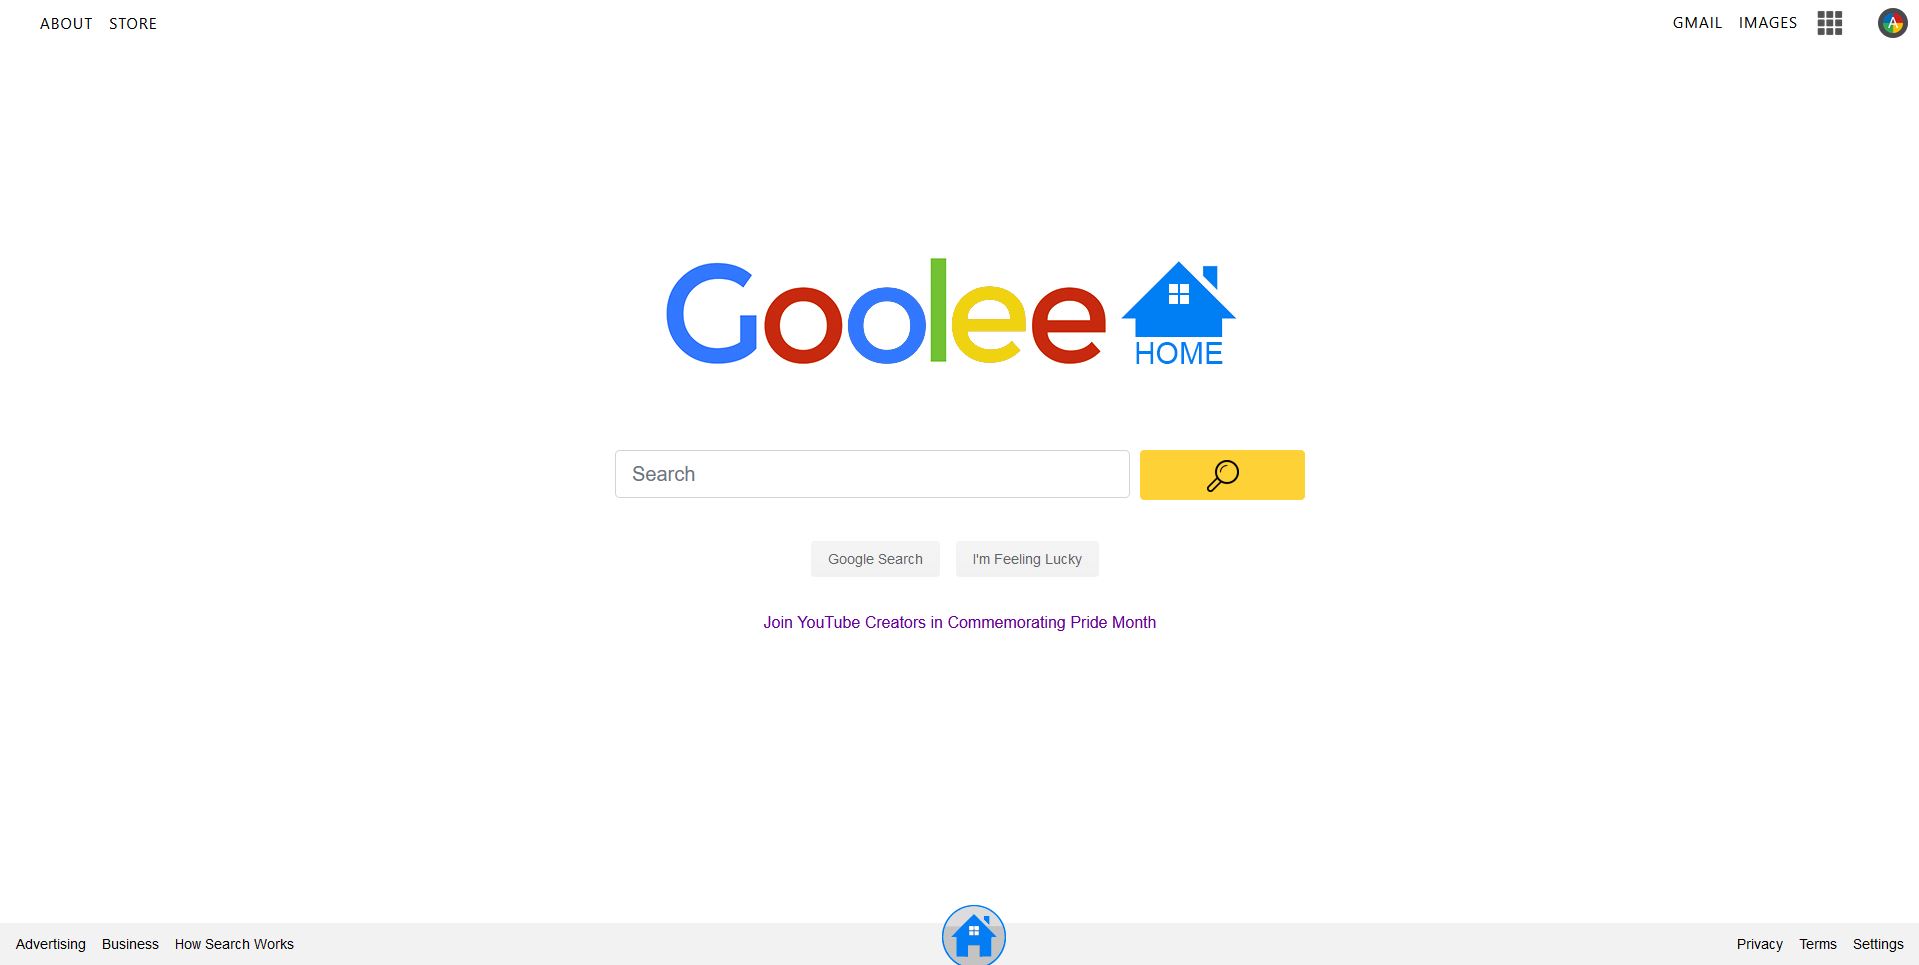 ABOUT STORE GMAIL IMAGES A
Goolee
HOME
Search
Google Search I'm Feeling Lucky
Join YouTube Creators in Commemorating Pride Month
Advertising Business How Search Works Privacy Terms Settings